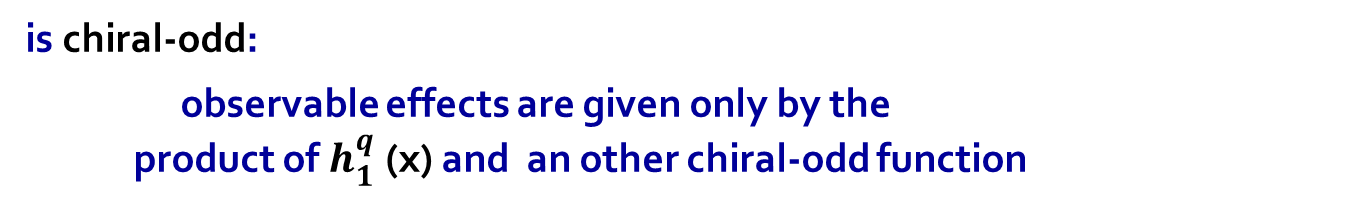 is chiral-odd:
observable effects are given only by the
product of h₁^q (x) and an other chiral-odd function